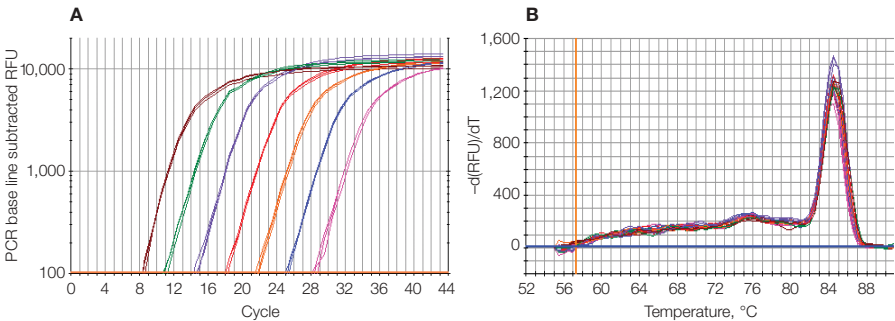 A
PCR base line subtracted RFU
10,000
1,000
100
0 4 8 12 16 20 24 28 32 36 40 44
Cycle
B
–d(RFU)/dT
1,600
1,200
800
400
0
52 56 60 64 68 72 76 80 84 88
Temperature, °C